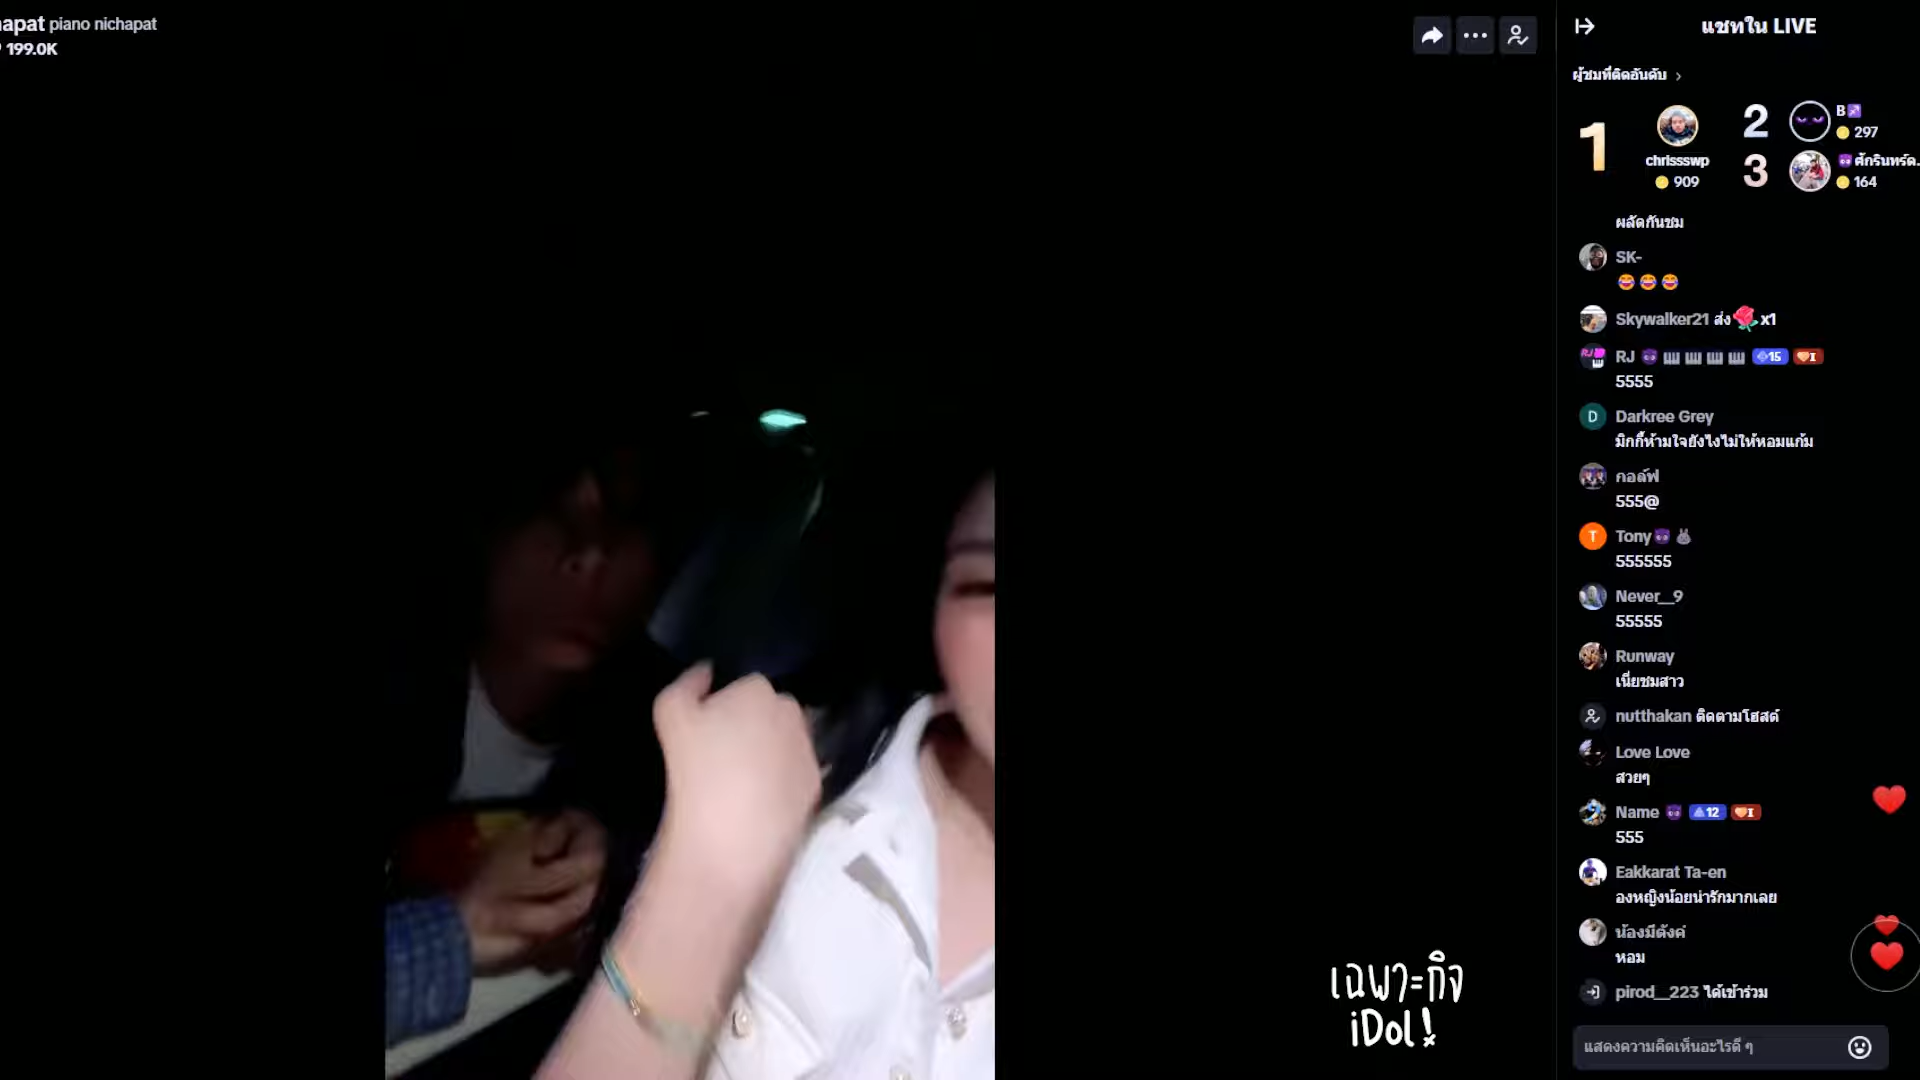 apat piano nichapat
199.0K
แชทใน LIVE
ผู้ชมที่ติดอันดับ
1
chrissswp
909
2
B
297
3
ศักรินทร์ด.
164
ผลัดกันชม
SK-
Skywalker21 ส่ง x1
RJ 15 I
5555
D Darkree Grey
มิกกี้ห้ามใจยังไงไม่ให้หอมแก้ม
กอล์ฟ
555@
T Tony
555555
Never__9
55555
Runway
เนี่ยชมสาว
nutthakan ติดตามโฮสต์
Love Love
สวยๆ
Name 12 I
555
Eakkarat Ta-en
องหญิงน้อยน่ารักมากเลย
น้องมีตังค์
หอม
pirod__223 ได้เข้าร่วม
แสดงความคิดเห็นอะไรดี ๆ
เฉพาะกิจ
iDol!